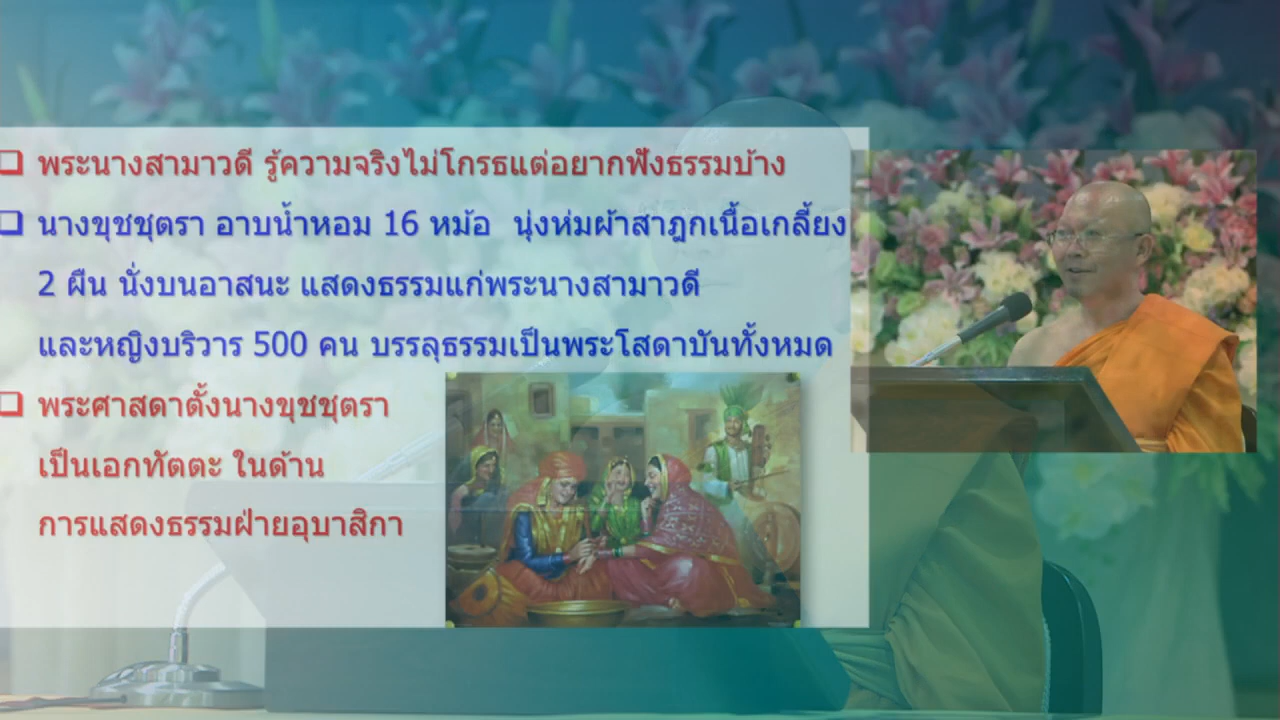 พระนางสามาวดี รู้ความจริงไม่โกรธแต่อยากฟังธรรมบ้าง
นางขุชชุตรา อาบน้ำหอม 16 หม้อ นุ่งห่มผ้าสาฎกเนื้อเกลี้ยง
2 ผืน นั่งบนอาสนะ แสดงธรรมแก่พระนางสามาวดี
และหญิงบริวาร 500 คน บรรลุธรรมเป็นพระโสดาบันทั้งหมด
พระศาสดาตั้งนางขุชชุตรา
เป็นเอกทัตตะ ในด้าน
การแสดงธรรมฝ่ายอุบาสิกา